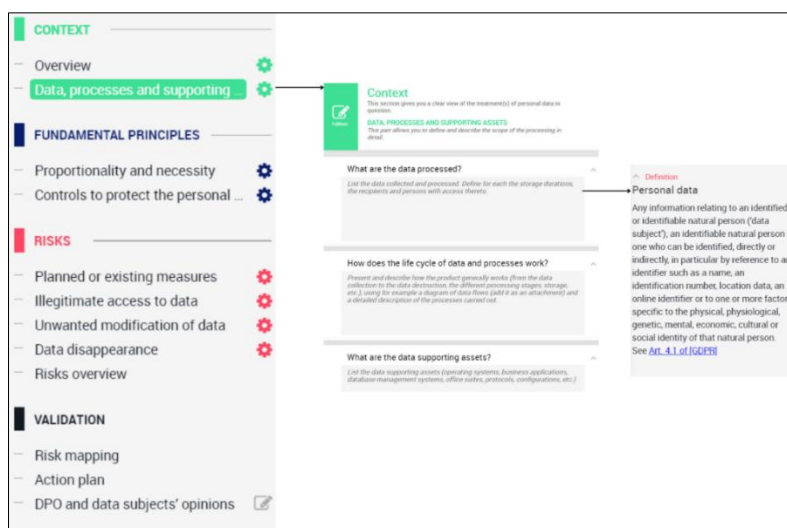 CONTEXT
Overview
Data, processes and supporting ...
FUNDAMENTAL PRINCIPLES
Proportionality and necessity
Controls to protect the personal ...
RISKS
Planned or existing measures
Illegitimate access to data
Unwanted modification of data
Data disappearance
Risks overview
VALIDATION
Risk mapping
Action plan
DPO and data subjects' opinions
Context
This section gives you a clear view of the treatment(s) of personal data in
question.
DATA, PROCESSES AND SUPPORTING ASSETS
This part allows you to define and describe the scope of the processing in
detail.
What are the data processed?
List the data collected and processed. Define for each the storage durations,
the recipients and persons with access thereto.
How does the life cycle of data and processes work?
Present and describe how the product generally works (from the data
collection to the data destruction, the different processing stages, storage,
etc.), using for example a diagram of data flows (add it as an attachment) and
a detailed description of the processes carried out.
What are the data supporting assets?
List the data supporting assets (operating systems, business applications,
database management systems, office suites, protocols, configurations, etc.)
Definition
Personal data
Any information relating to an identified
or identifiable natural person ('data
subject'); an identifiable natural person
one who can be identified, directly or
indirectly, in particular by reference to an
identifier such as a name, an
identification number, location data, an
online identifier or to one or more factor
specific to the physical, physiological,
genetic, mental, economic, cultural or
social identity of that natural person.
See Art. 4.1 of [GDPR]